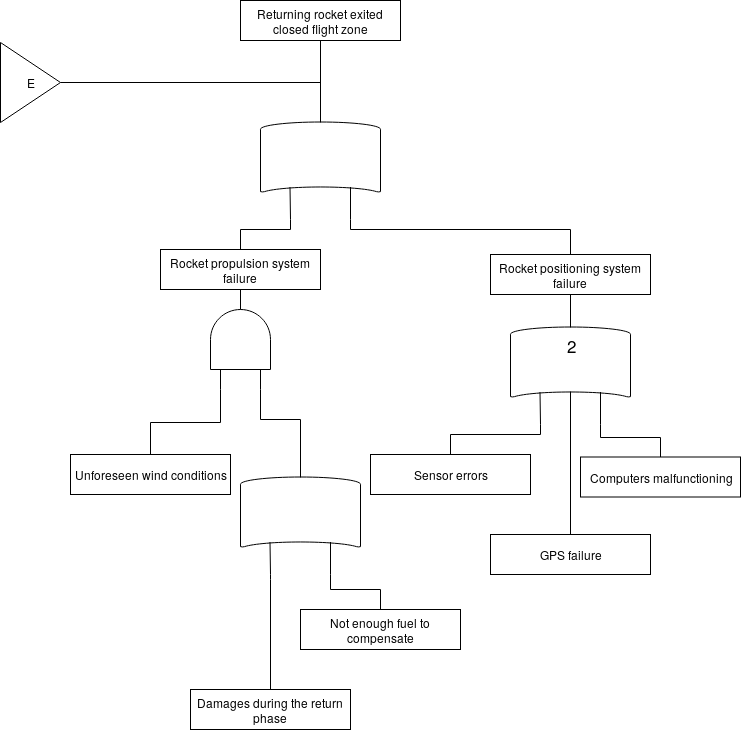 Returning rocket exited
closed flight zone
E
Rocket propulsion system
failure
Rocket positioning system
failure
2
Unforeseen wind conditions
Sensor errors
Computers malfunctioning
GPS failure
Not enough fuel to
compensate
Damages during the return
phase